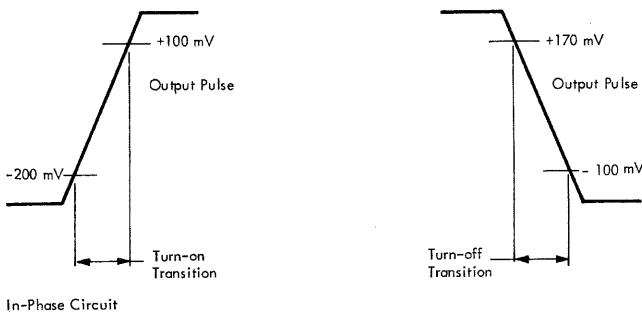 +100 mV
+170 mV
Output Pulse
Output Pulse
-200 mV
- 100 mV
Turn-on
Transition
Turn-off
Transition
In-Phase Circuit